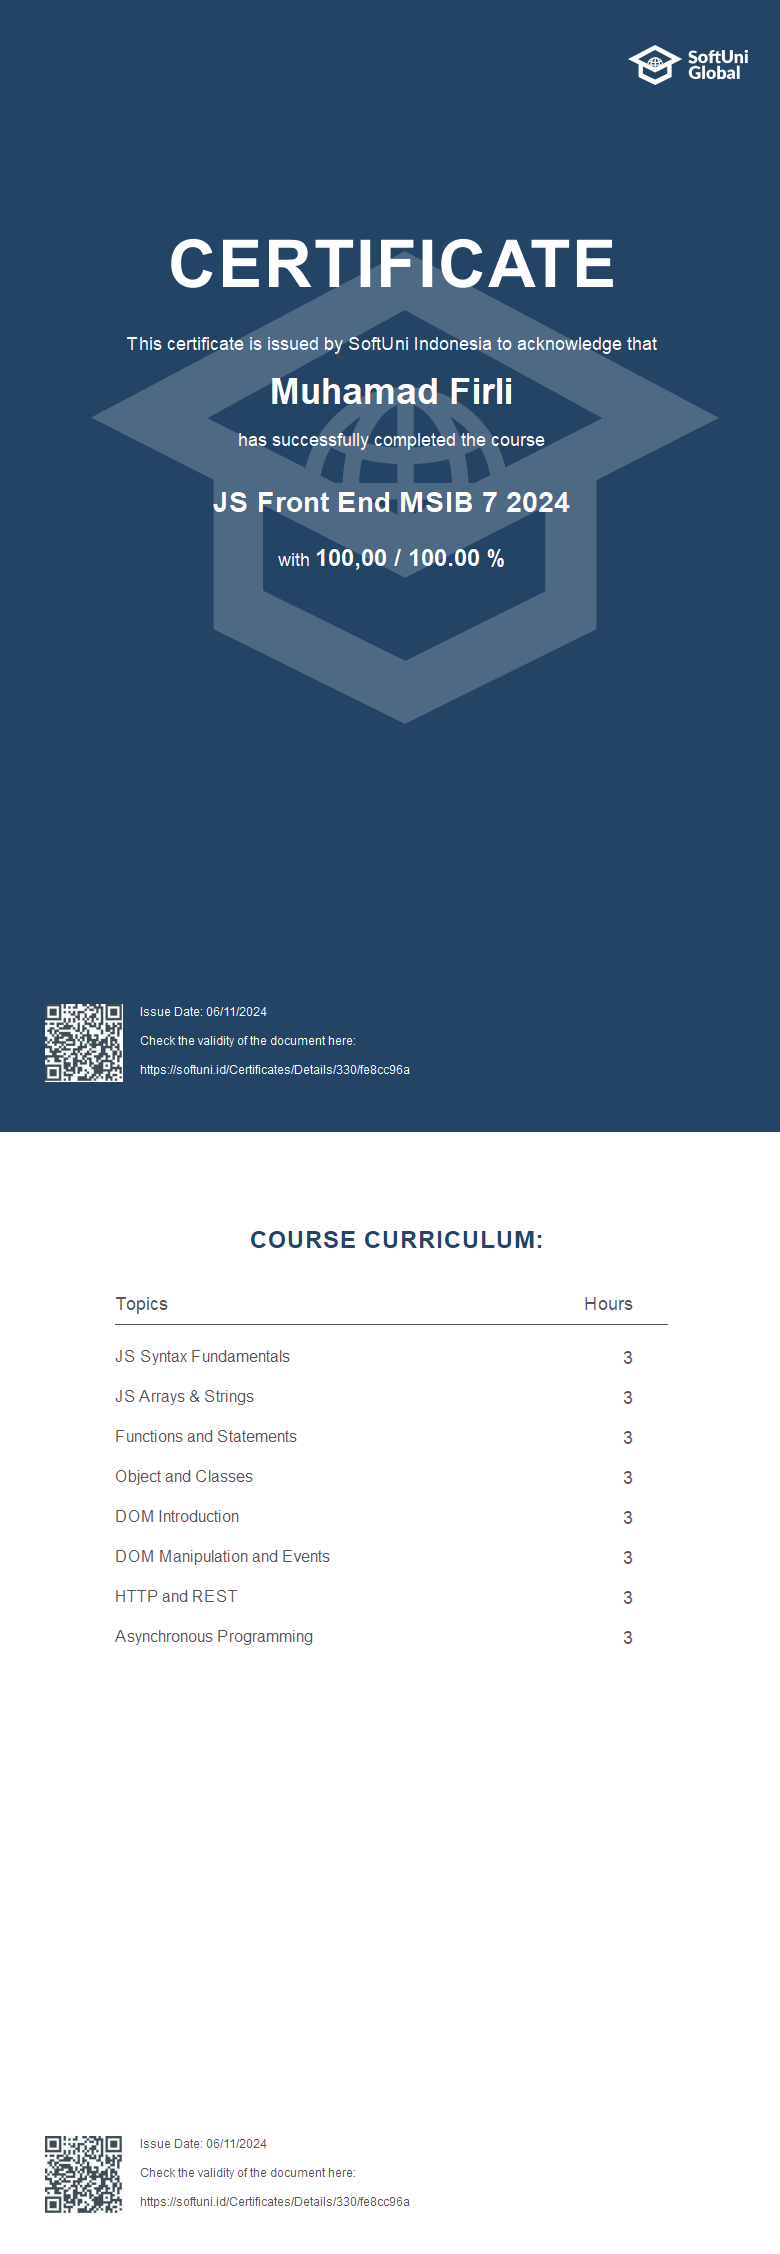 SoftUni
Global
CERTIFICATE
This certificate is issued by SoftUni Indonesia to acknowledge that
Muhamad Firli
has successfully completed the course
JS Front End MSIB 7 2024
with 100,00 / 100.00 %
Issue Date: 06/11/2024
Check the validity of the document here:
https://softuni.id/Certificates/Details/330/fe8cc96a
COURSE CURRICULUM:
Topics Hours
JS Syntax Fundamentals 3
JS Arrays & Strings 3
Functions and Statements 3
Object and Classes 3
DOM Introduction 3
DOM Manipulation and Events 3
HTTP and REST 3
Asynchronous Programming 3
Issue Date: 06/11/2024
Check the validity of the document here:
https://softuni.id/Certificates/Details/330/fe8cc96a